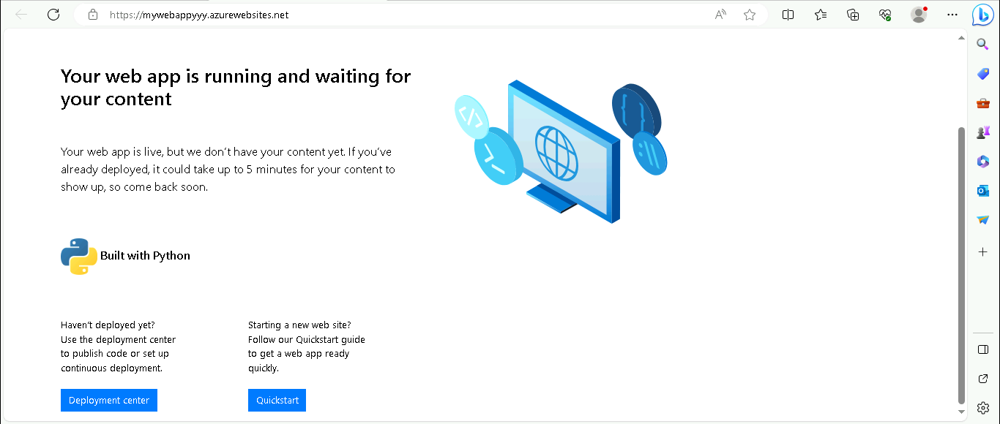 https://mywebappyyy.azurewebsites.net
Your web app is running and waiting for
your content
Your web app is live, but we don't have your content yet. If you've
already deployed, it could take up to 5 minutes for your content to
show up, so come back soon.
Built with Python
Haven't deployed yet?
Use the deployment center
to publish code or set up
continuous deployment.
Deployment center
Starting a new web site?
Follow our Quickstart guide
to get a web app ready
quickly.
Quickstart